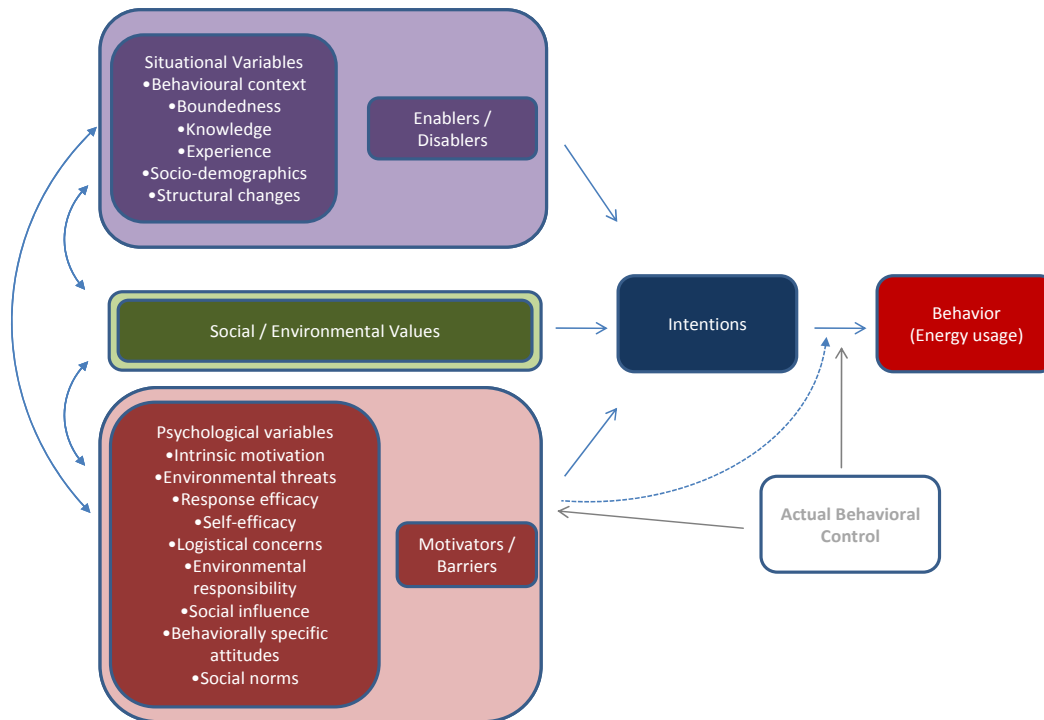 Situational Variables
•Behavioural context
•Boundedness
•Knowledge
•Experience
•Socio-demographics
•Structural changes
Enablers /
Disablers
Social / Environmental Values
Intentions
Behavior
(Energy usage)
Psychological variables
•Intrinsic motivation
•Environmental threats
•Response efficacy
•Self-efficacy
•Logistical concerns
•Environmental
responsibility
•Social influence
•Behaviorally specific
attitudes
•Social norms
Motivators /
Barriers
Actual Behavioral
Control